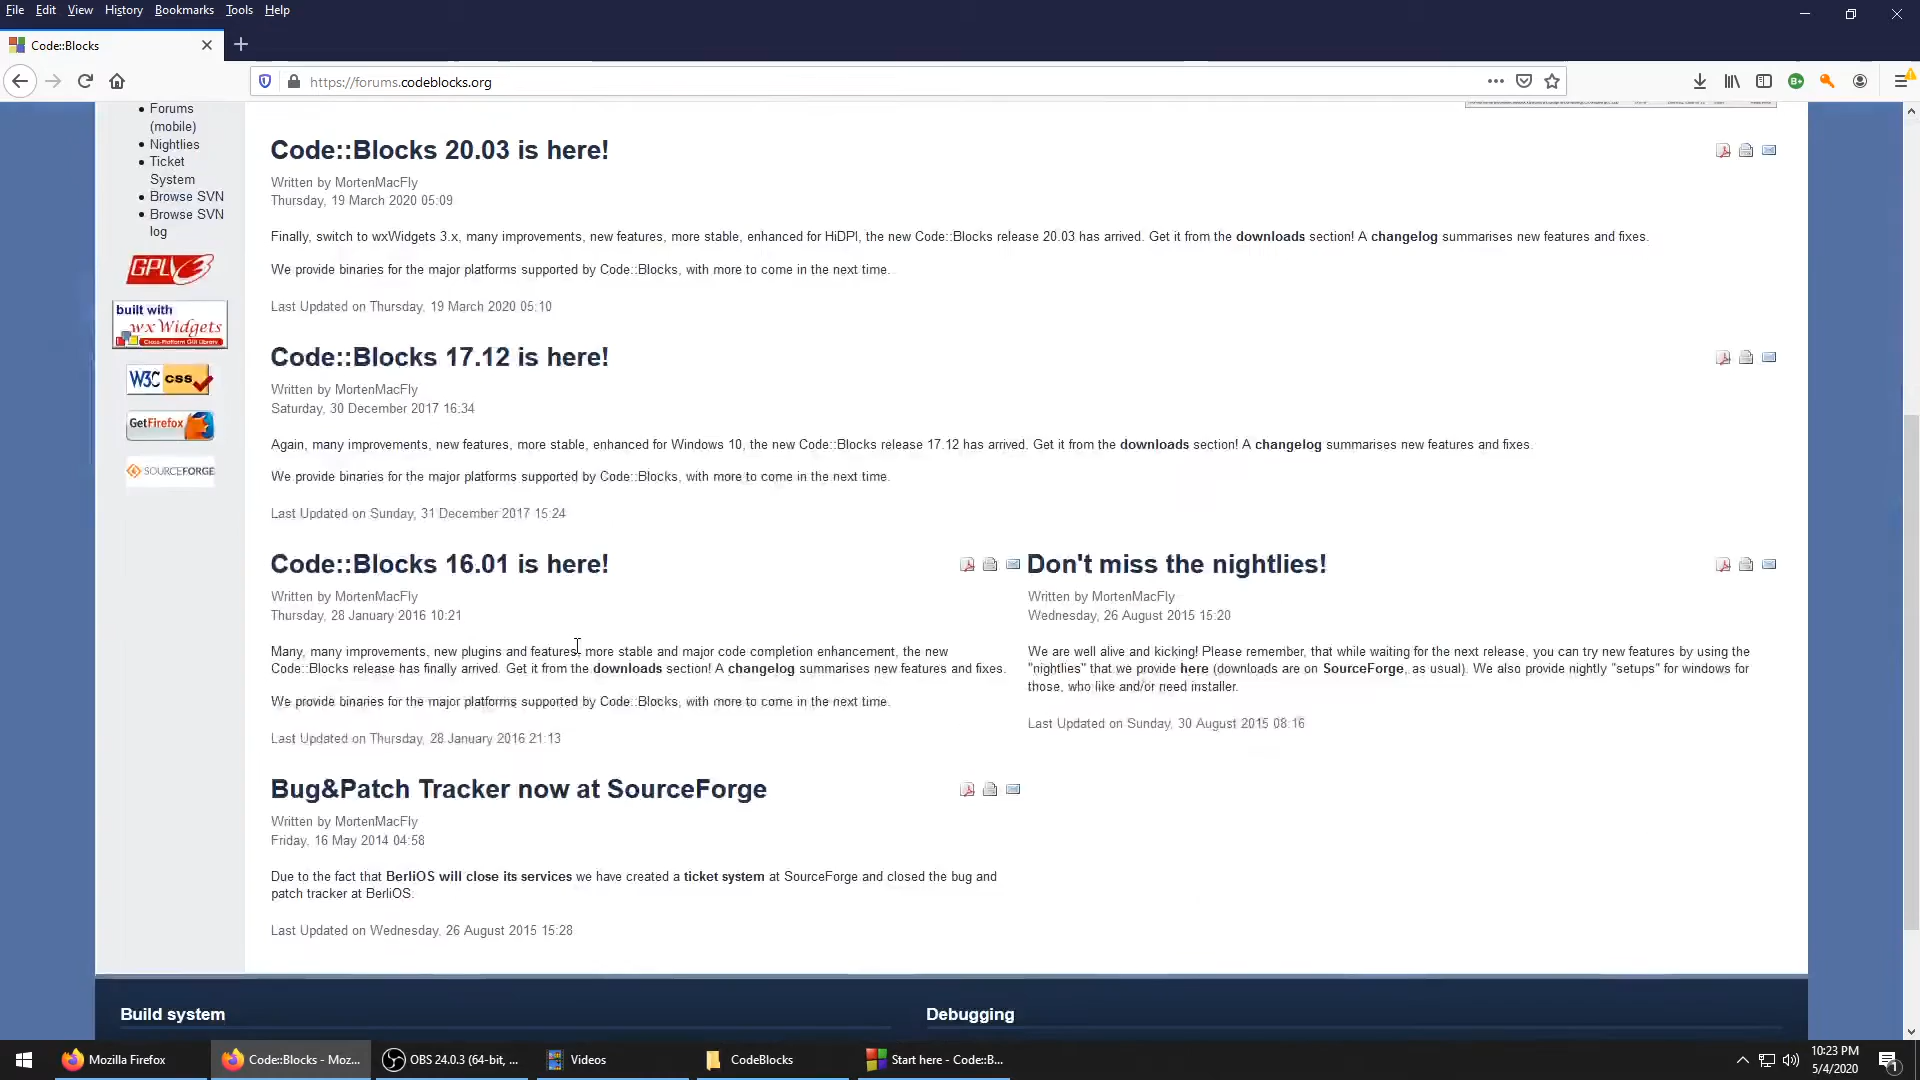 File Edit View History Bookmarks Tools Help
Code::Blocks
https://forums.codeblocks.org
Forums
(mobile)
Nightlies
Ticket
System
Browse SVN
Browse SVN
log
GPL 3
built with
wxWidgets
Cross-Platform GUI Library
W3C CSS
Get Firefox
SOURCEFORGE
Code::Blocks 20.03 is here!
Written by MortenMacFly
Thursday, 19 March 2020 05:09
Finally, switch to wxWidgets 3.x, many improvements, new features, more stable, enhanced for HiDPI, the new Code::Blocks release 20.03 has arrived. Get it from the downloads section! A changelog summarises new features and fixes.
We provide binaries for the major platforms supported by Code::Blocks, with more to come in the next time.
Last Updated on Thursday, 19 March 2020 05:10
Code::Blocks 17.12 is here!
Written by MortenMacFly
Saturday, 30 December 2017 16:34
Again, many improvements, new features, more stable, enhanced for Windows 10, the new Code::Blocks release 17.12 has arrived. Get it from the downloads section! A changelog summarises new features and fixes.
We provide binaries for the major platforms supported by Code::Blocks, with more to come in the next time.
Last Updated on Sunday, 31 December 2017 15:24
Code::Blocks 16.01 is here!
Written by MortenMacFly
Thursday, 28 January 2016 10:21
Many, many improvements, new plugins and features, more stable and major code completion enhancement, the new
Code::Blocks release has finally arrived. Get it from the downloads section! A changelog summarises new features and fixes.
We provide binaries for the major platforms supported by Code::Blocks, with more to come in the next time.
Last Updated on Thursday, 28 January 2016 21:13
Don't miss the nightlies!
Written by MortenMacFly
Wednesday, 26 August 2015 15:20
We are well alive and kicking! Please remember, that while waiting for the next release, you can try new features by using the
"nightlies" that we provide here (downloads are on SourceForge, as usual). We also provide nightly "setups" for windows for
those, who like and/or need installer.
Last Updated on Sunday, 30 August 2015 08:16
Bug&Patch Tracker now at SourceForge
Written by MortenMacFly
Friday, 16 May 2014 04:58
Due to the fact that BerliOS will close its services we have created a ticket system at SourceForge and closed the bug and
patch tracker at BerliOS.
Last Updated on Wednesday, 26 August 2015 15:28
Build system
Debugging
Mozilla Firefox
Code::Blocks - Moz...
OBS 24.0.3 (64-bit, ...
Videos
CodeBlocks
Start here - Code::B...
10:23 PM
5/4/2020
1